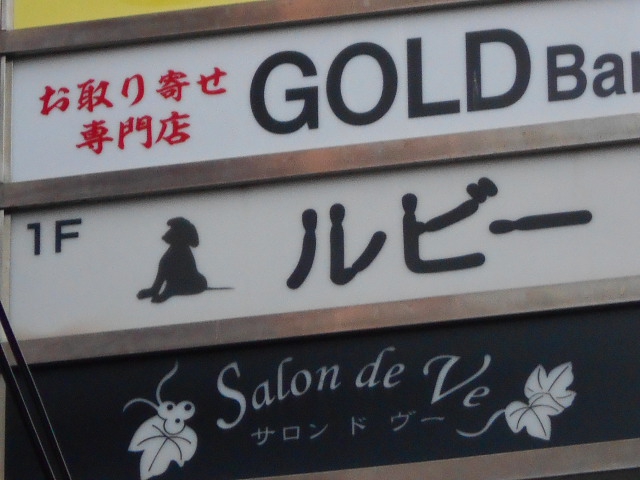 お取り寄せ
専門店
GOLD Bar
1F
ルビー
Salon de Ve
サロン ド ヴー